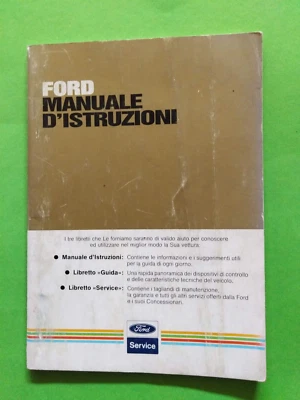 FORD
MANUALE
D'ISTRUZIONI
I tre libretti che Le forniamo saranno di valido aiuto per conoscere
ed utilizzare nel miglior modo la Sua vettura:
● Manuale d'Istruzioni: Contiene le informazioni e i suggerimenti utili
per la guida di ogni giorno.
● Libretto «Guida»: Una rapida panoramica dei dispositivi di controllo
e delle caratteristiche tecniche del veicolo.
● Libretto «Service»: Contiene i tagliandi di manutenzione,
la garanzia e tutti gli altri servizi offerti dalla Ford
e i suoi Concessionari.
Ford
Service